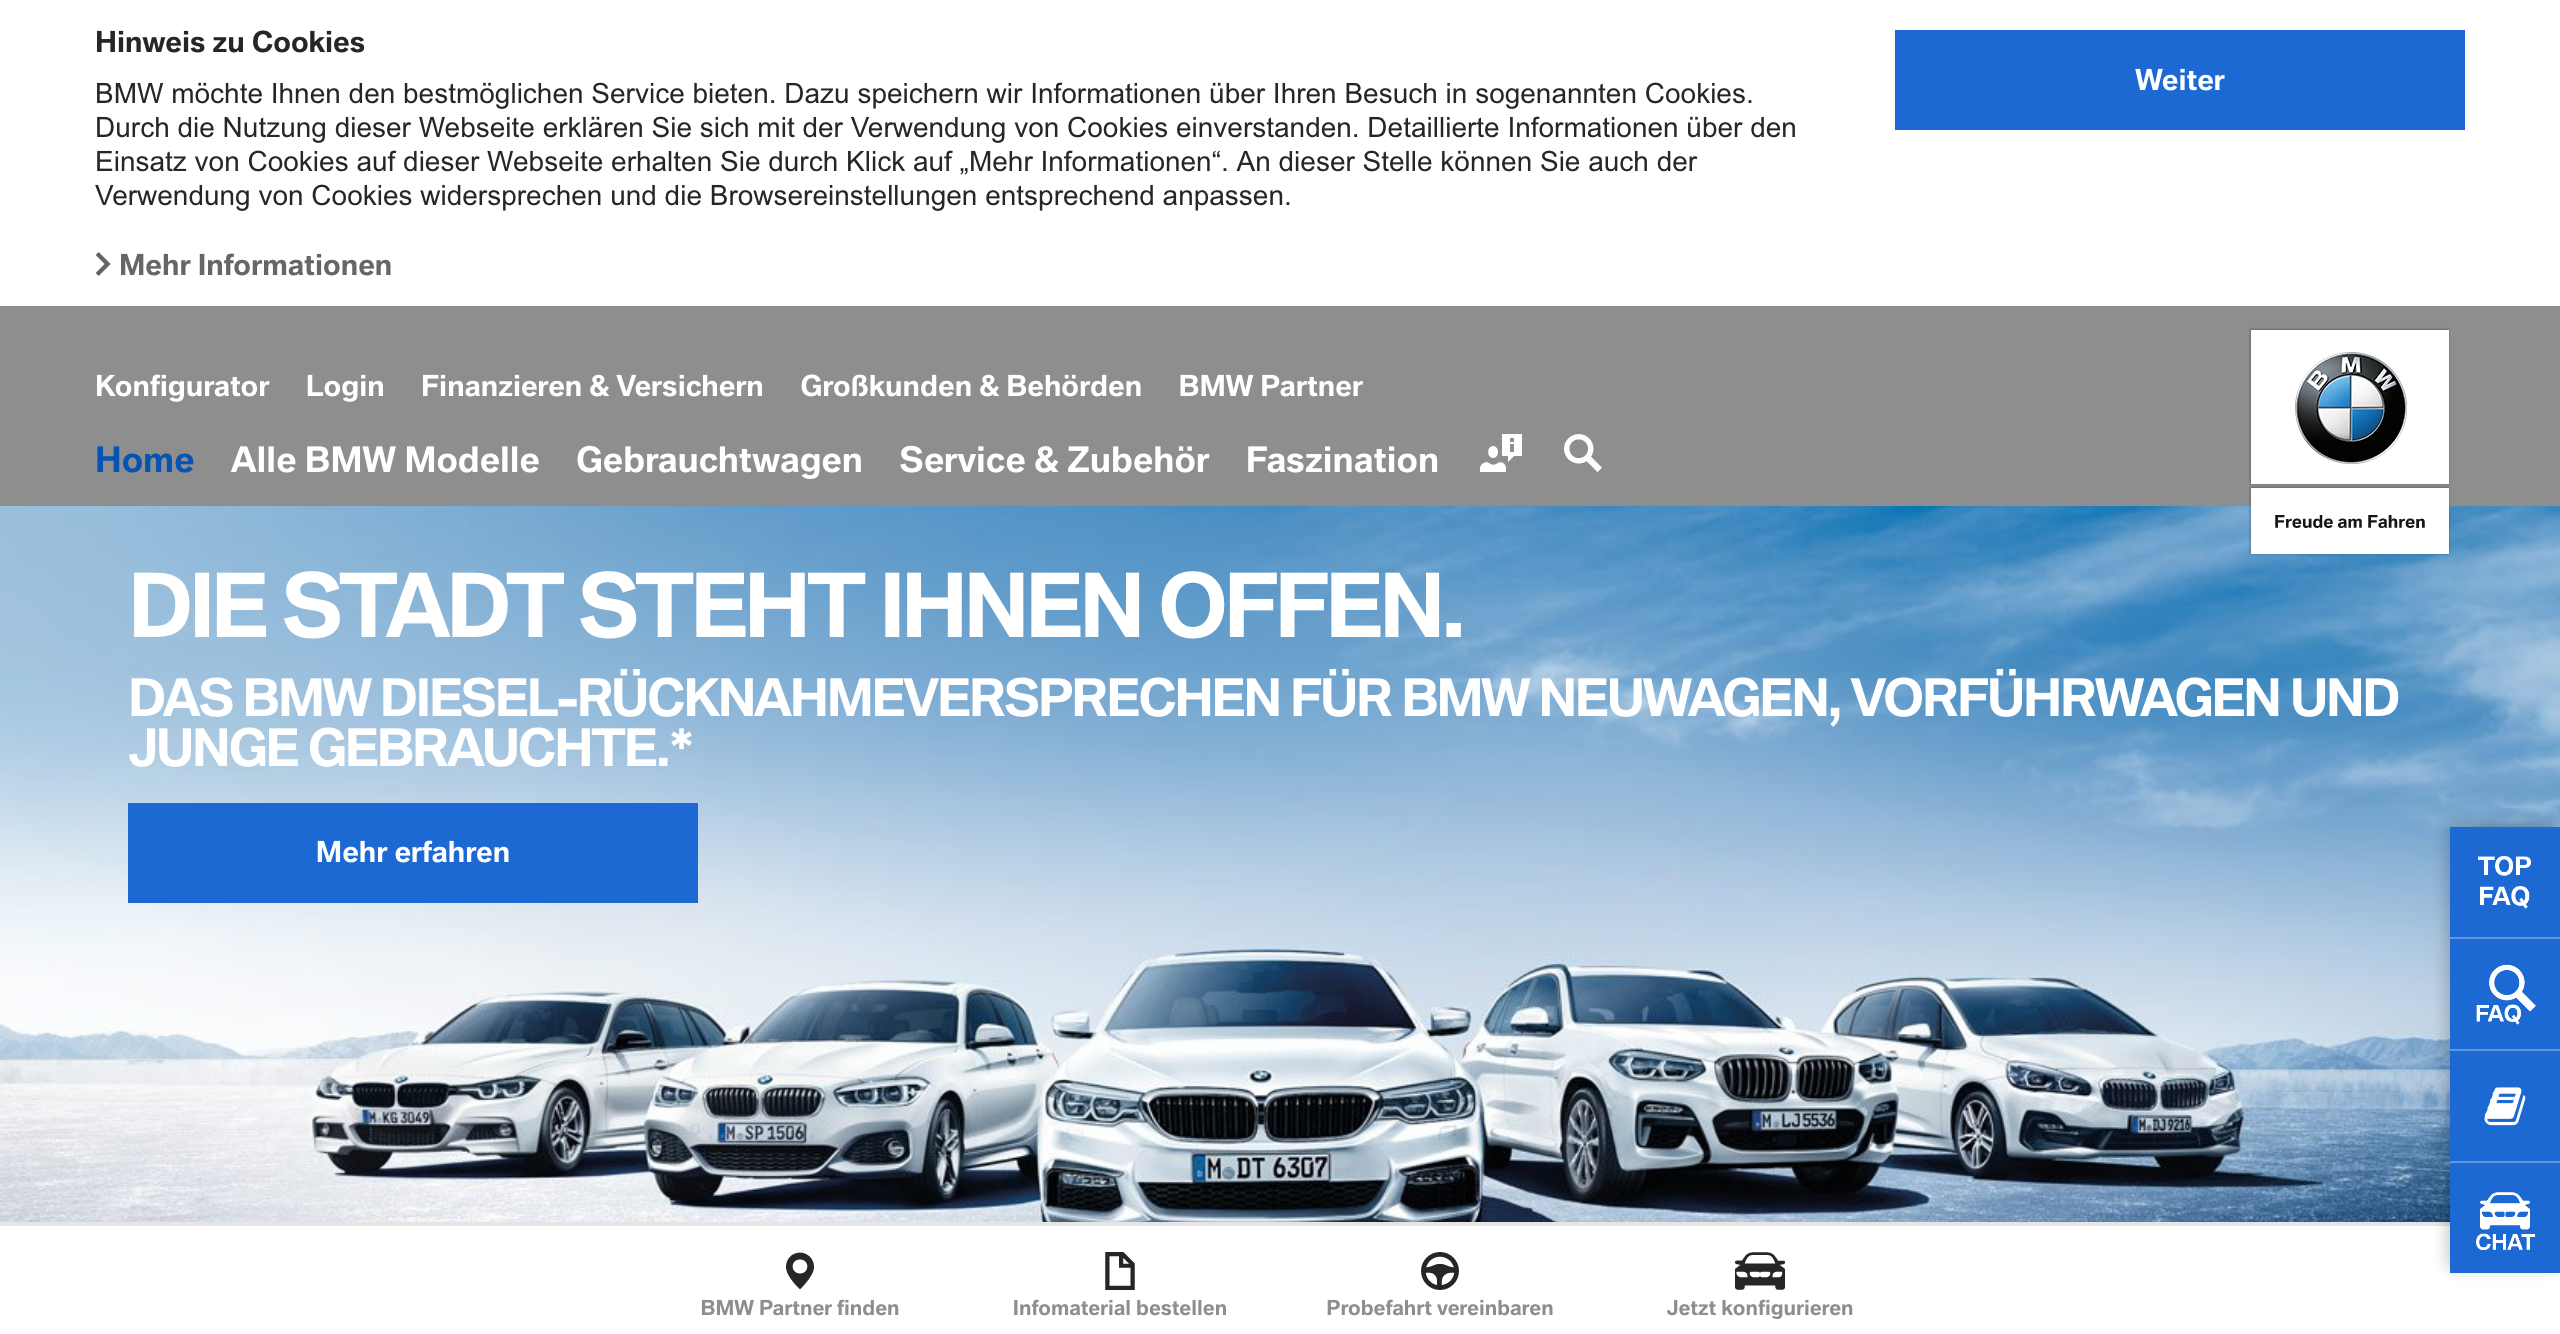 Hinweis zu Cookies
BMW möchte Ihnen den bestmöglichen Service bieten. Dazu speichern wir Informationen über Ihren Besuch in sogenannten Cookies.
Durch die Nutzung dieser Webseite erklären Sie sich mit der Verwendung von Cookies einverstanden. Detaillierte Informationen über den
Einsatz von Cookies auf dieser Webseite erhalten Sie durch Klick auf „Mehr Informationen“. An dieser Stelle können Sie auch der
Verwendung von Cookies widersprechen und die Browsereinstellungen entsprechend anpassen.
Mehr Informationen
Weiter
Konfigurator Login Finanzieren & Versichern Großkunden & Behörden BMW Partner
Home Alle BMW Modelle Gebrauchtwagen Service & Zubehör Faszination
BMW
Freude am Fahren
DIE STADT STEHT IHNEN OFFEN.
DAS BMW DIESEL-RÜCKNAHMEVERSPRECHEN FÜR BMW NEUWAGEN, VORFÜHRWAGEN UND
JUNGE GEBRAUCHTE.*
Mehr erfahren
TOP
FAQ
FAQ
CHAT
M KG 3049
M SP 1506
M DT 6307
M LJ 5536
M DJ 9216
BMW Partner finden
Infomaterial bestellen
Probefahrt vereinbaren
Jetzt konfigurieren